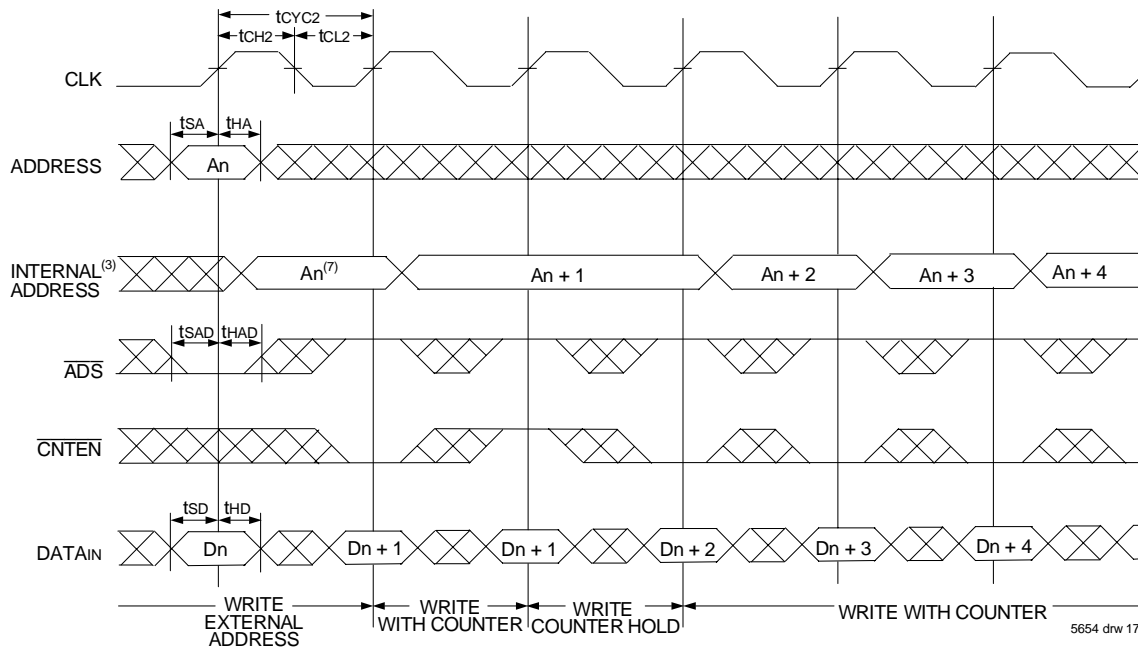 tCYC2
tCH2 tCL2
CLK
tSA tHA
ADDRESS An
INTERNAL(3)
ADDRESS
An(7) An + 1 An + 2 An + 3 An + 4
tSAD tHAD
ADS
CNTEN
tSD tHD
DATAIN Dn Dn + 1 Dn + 1 Dn + 2 Dn + 3 Dn + 4
WRITE
EXTERNAL
ADDRESS
WRITE
WITH COUNTER
WRITE
COUNTER HOLD
WRITE WITH COUNTER
5654 drw 17